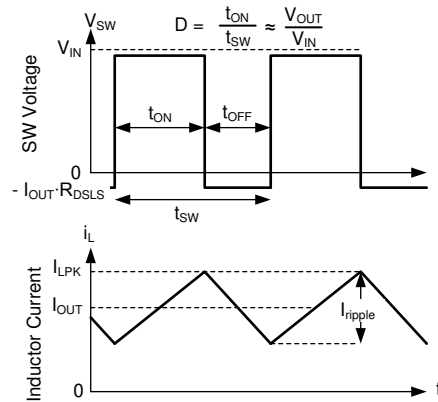 V_SW
D = t_ON / t_SW ≈ V_OUT / V_IN
V_IN
SW Voltage
t_ON
t_OFF
0
- I_OUT·R_DSLS
t_SW
i_L
I_LPK
I_OUT
Inductor Current
I_ripple
0
t